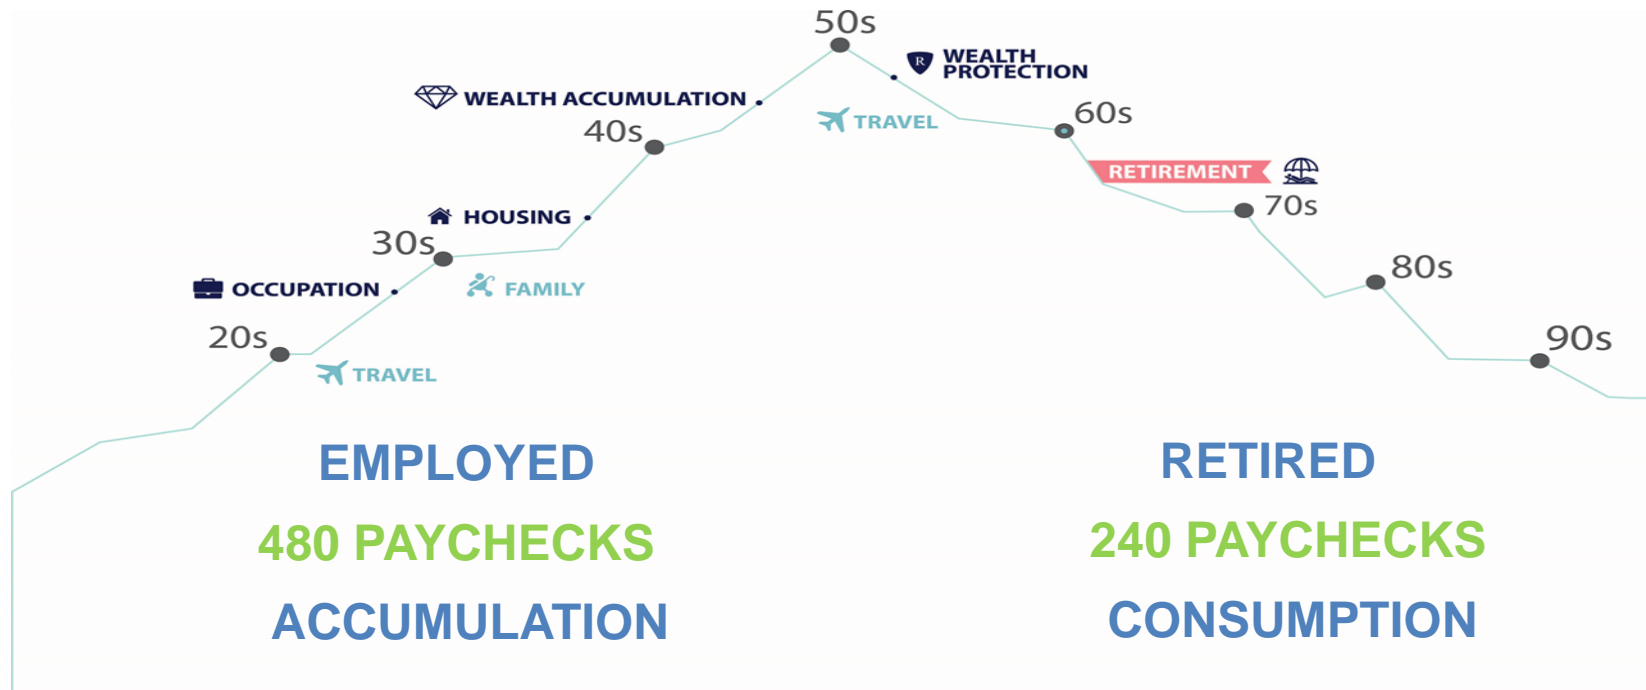 50s
WEALTH
PROTECTION
WEALTH ACCUMULATION
TRAVEL
60s
40s
RETIREMENT
70s
HOUSING
30s
80s
OCCUPATION
FAMILY
20s
90s
TRAVEL
EMPLOYED
480 PAYCHECKS
ACCUMULATION
RETIRED
240 PAYCHECKS
CONSUMPTION
R